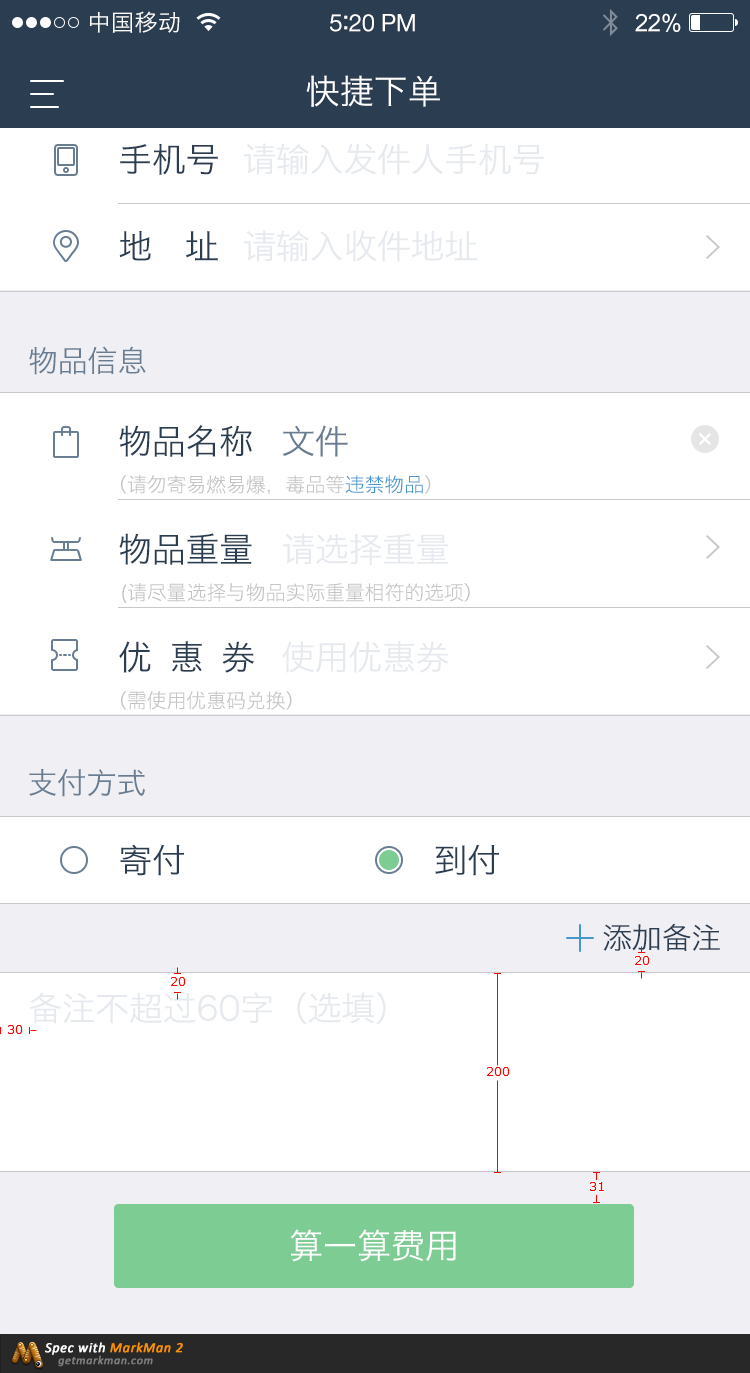 中国移动 5:20 PM 22%
快捷下单
手机号 请输入发件人手机号
地 址 请输入收件地址
物品信息
物品名称 文件
(请勿寄易燃易爆，毒品等违禁物品)
物品重量 请选择重量
(请尽量选择与物品实际重量相符的选项)
优 惠 券 使用优惠券
(需使用优惠码兑换)
支付方式
寄付 到付
添加备注
20
20
备注不超过60字（选填）
30
200
31
算一算费用
Spec with MarkMan 2
getmarkman.com